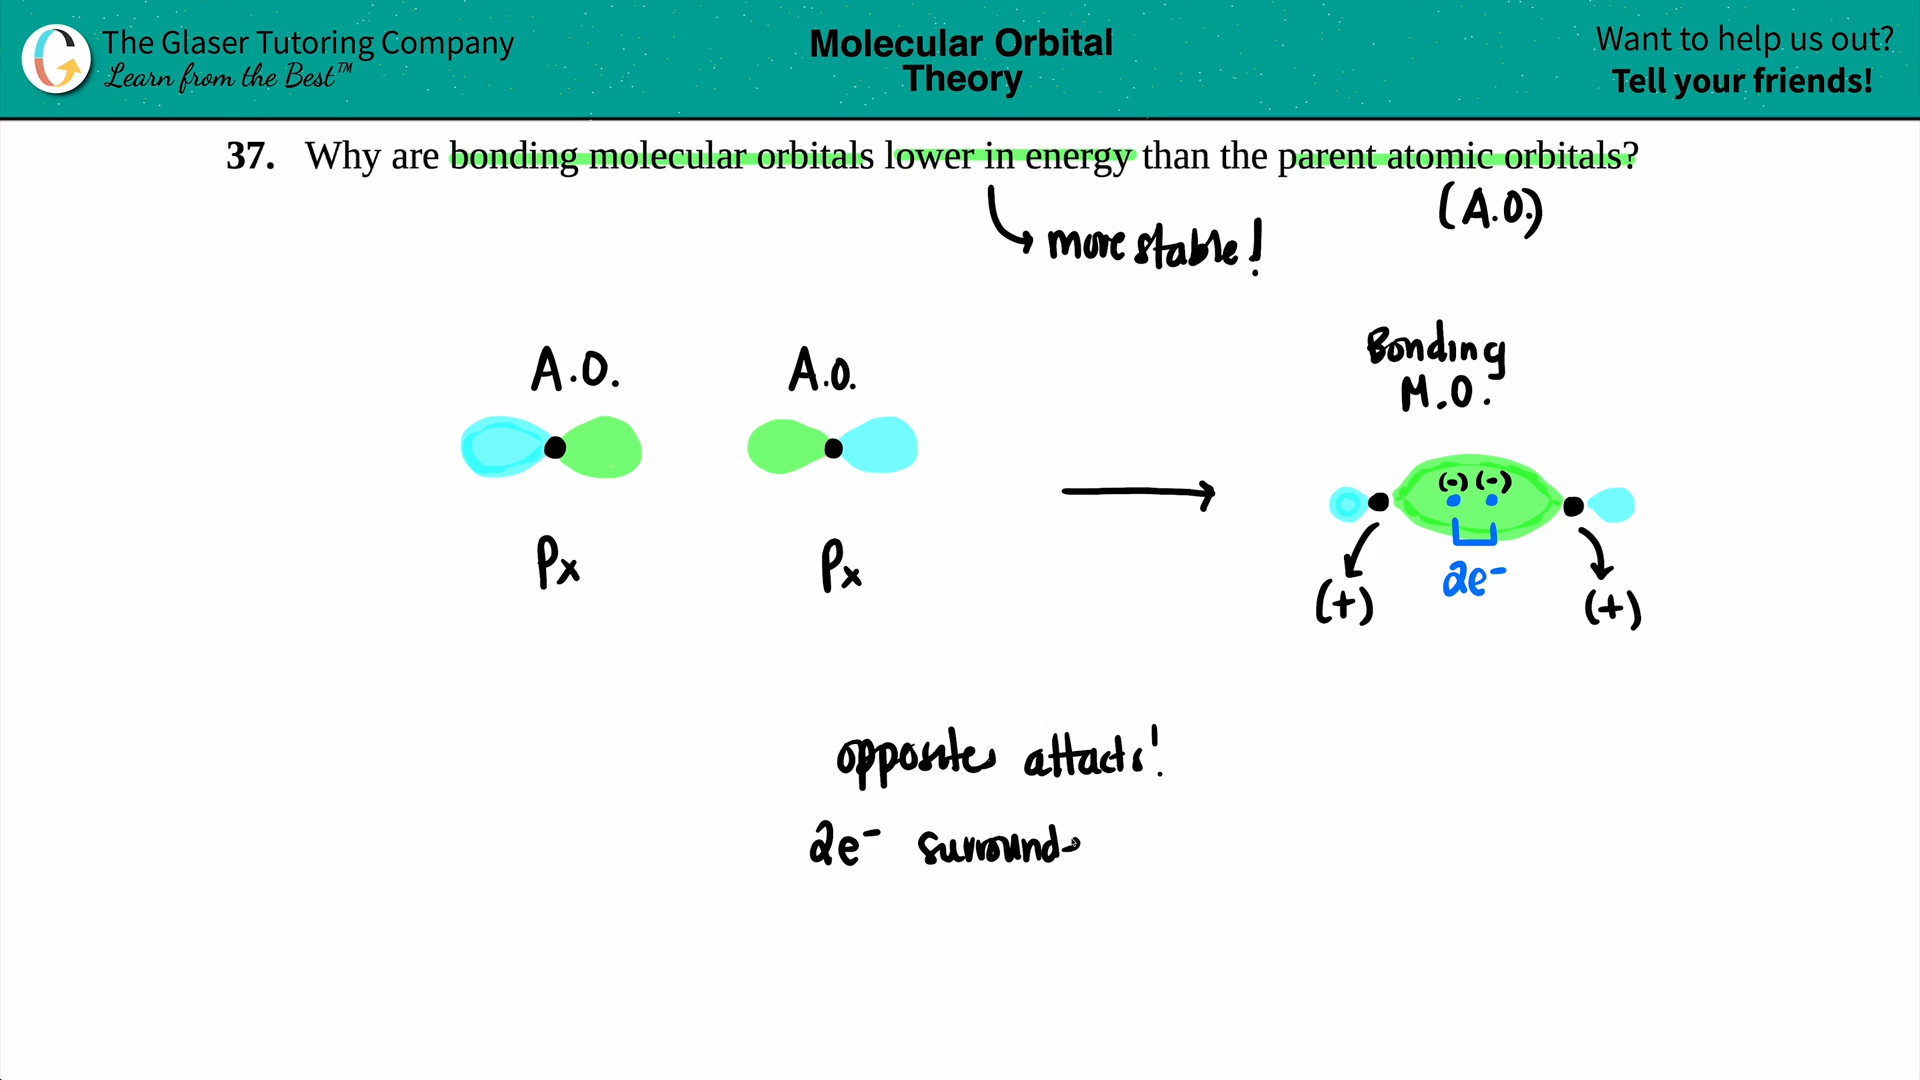 The Glaser Tutoring Company
Learn from the Best™
Molecular Orbital
Theory
Want to help us out?
Tell your friends!
37. Why are bonding molecular orbitals lower in energy than the parent atomic orbitals?
(A.O.)
more stable!
Bonding
M.O.
A.O. A.O.
(-) (-)
Px Px
2e-
(+) (+)
opposites attacts!
2e- surrounds